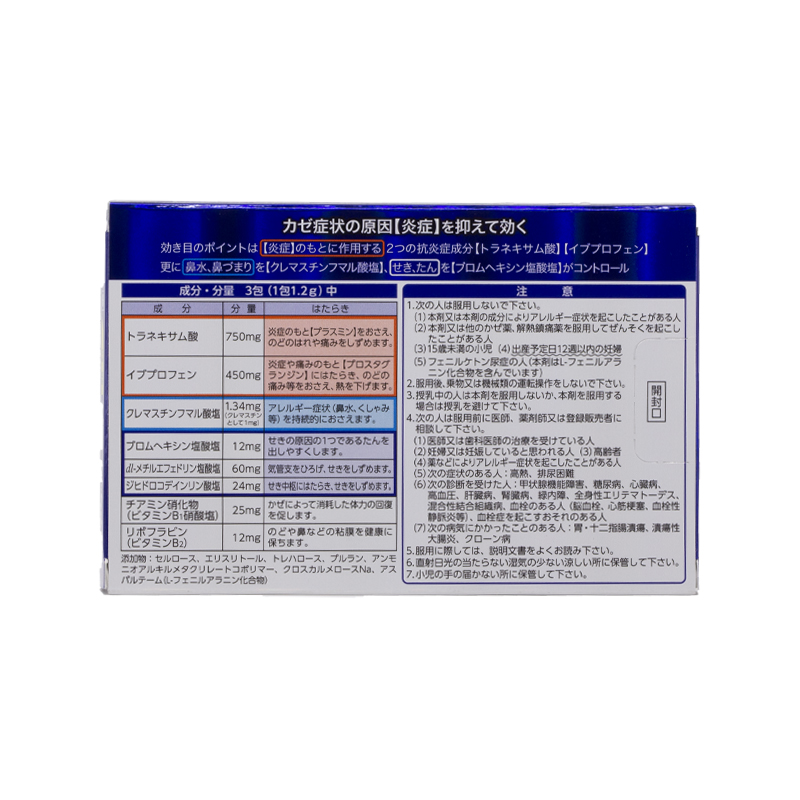 カゼ症状の原因【炎症】を抑えて効く
効き目のポイントは【炎症】のもとに作用する 2つの抗炎症成分【トラネキサム酸】【イブプロフェン】
更に 鼻水、鼻づまり を【クレマスチンフマル酸塩】、せき、たん を【ブロムヘキシン塩酸塩】がコントロール
成分・分量 3包(1包1.2g)中
成分 分量 はたらき
トラネキサム酸 750mg 炎症のもと【プラスミン】をおさえ、
のどのはれや痛みをしずめます。
イブプロフェン 450mg 炎症や痛みのもと【プロスタグ
ランジン】にはたらき、のどの
痛み等をおさえ、熱を下げます。
クレマスチンフマル酸塩 1.34mg アレルギー症状(鼻水、くしゃみ
(クレマスチン
として1mg) 等)を持続的におさえます。
ブロムヘキシン塩酸塩 12mg せきの原因の1つであるたんを
出しやすくします。
dl-メチルエフェドリン塩酸塩 60mg 気管支をひろげ、せきをしずめます。
ジヒドロコデインリン酸塩 24mg せき中枢にはたらき、せきをしずめます。
チアミン硝化物
(ビタミンB1硝酸塩) 25mg かぜによって消耗した体力の回復
を促します。
リボフラビン
(ビタミンB2) 12mg のどや鼻などの粘膜を健康に
保ちます。
添加物:セルロース、エリスリトール、トレハロース、プルラン、アンモ
ニオアルキルメタクリレートコポリマー、クロスカルメロースNa、アス
パルテーム(L-フェニルアラニン化合物)
注意
1.次の人は服用しないで下さい。
(1)本剤又は本剤の成分によりアレルギー症状を起こしたことがある人
(2)本剤又は他のかぜ薬、解熱鎮痛薬を服用してぜんそくを起こし
たことがある人
(3)15歳未満の小児 (4)出産予定日12週以内の妊婦
(5)フェニルケトン尿症の人(本剤はL-フェニルアラ
ニン化合物を含んでいます)
2.服用後、乗物又は機械類の運転操作をしないで下さい。
3.授乳中の人は本剤を服用しないか、本剤を服用する
場合は授乳を避けて下さい。
4.次の人は服用前に医師、薬剤師又は登録販売者に
相談して下さい。
(1)医師又は歯科医師の治療を受けている人
(2)妊婦又は妊娠していると思われる人 (3)高齢者
(4)薬などによりアレルギー症状を起こしたことがある人
(5)次の症状のある人:高熱、排尿困難
(6)次の診断を受けた人:甲状腺機能障害、糖尿病、心臓病、
高血圧、肝臓病、腎臓病、緑内障、全身性エリテマトーデス、
混合性結合組織病、血栓のある人(脳血栓、心筋梗塞、血栓性
静脈炎等)、血栓症を起こすおそれのある人
(7)次の病気にかかったことのある人:胃・十二指腸潰瘍、潰瘍性
大腸炎、クローン病
5.服用に際しては、説明文書をよくお読み下さい。
6.直射日光の当たらない湿気の少ない涼しい所に保管して下さい。
7.小児の手の届かない所に保管して下さい。
開封口